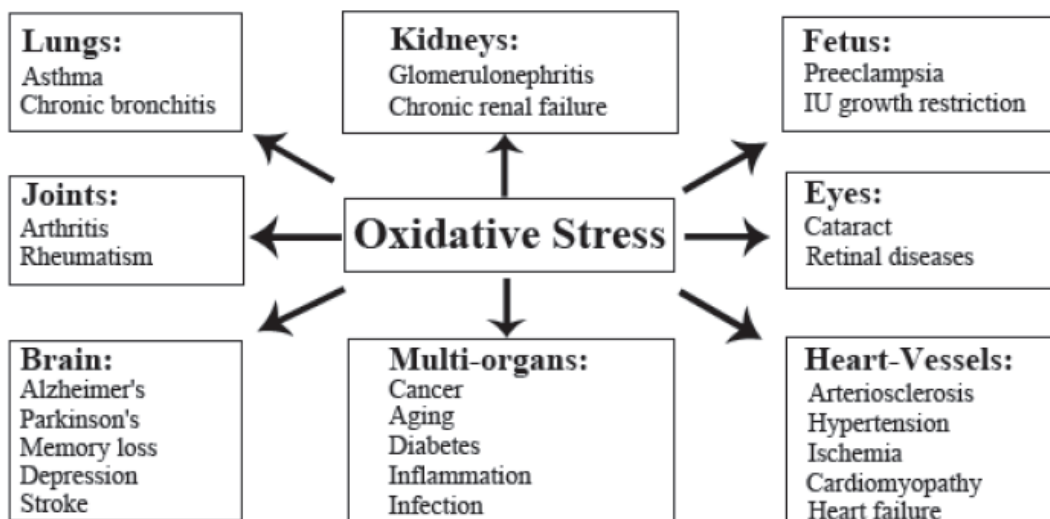 Lungs:
Asthma
Chronic bronchitis
Kidneys:
Glomerulonephritis
Chronic renal failure
Fetus:
Preeclampsia
IU growth restriction
Joints:
Arthritis
Rheumatism
Oxidative Stress
Eyes:
Cataract
Retinal diseases
Brain:
Alzheimer's
Parkinson's
Memory loss
Depression
Stroke
Multi-organs:
Cancer
Aging
Diabetes
Inflammation
Infection
Heart-Vessels:
Arteriosclerosis
Hypertension
Ischemia
Cardiomyopathy
Heart failure